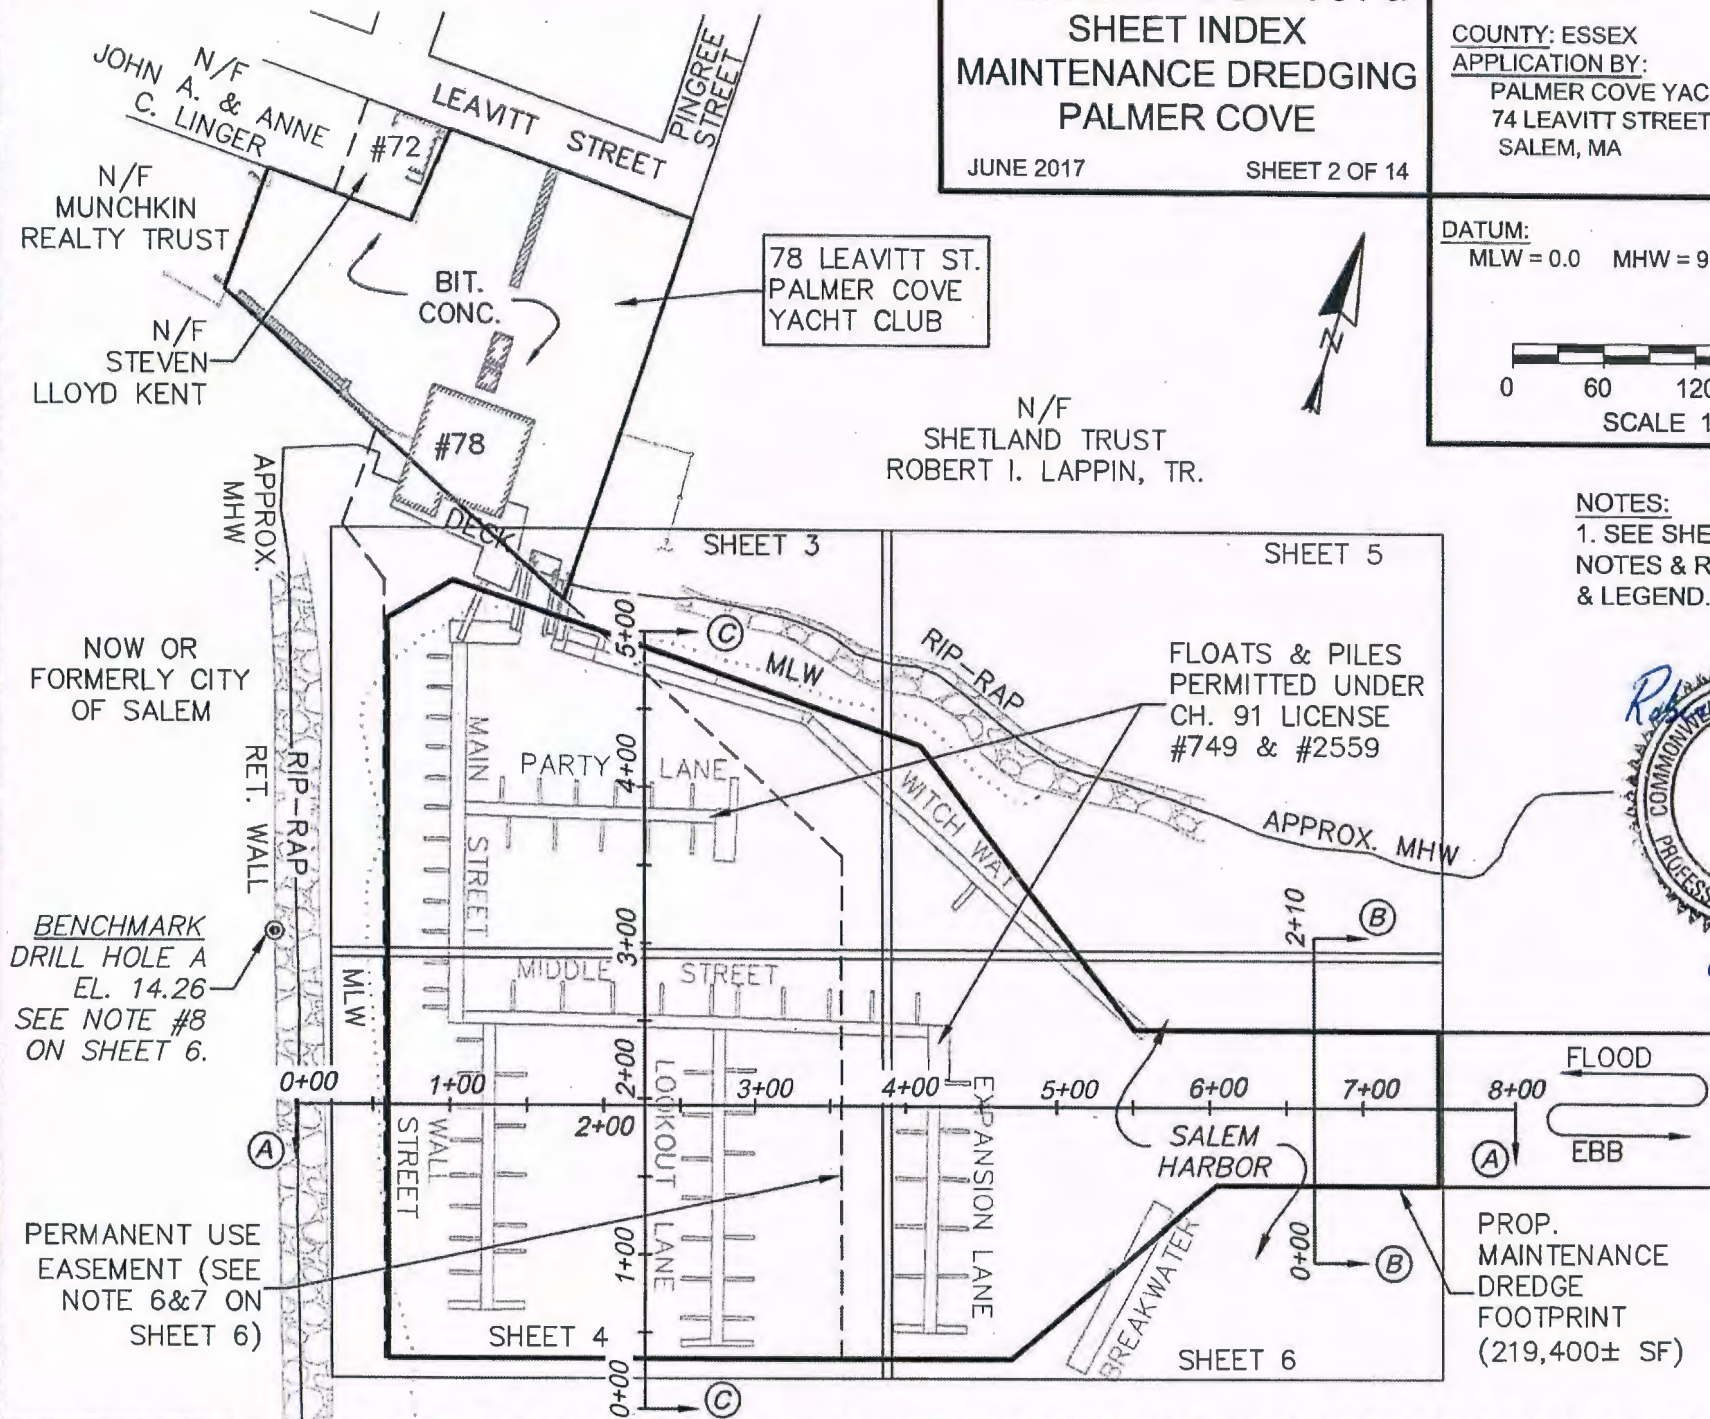 SHEET INDEX
MAINTENANCE DREDGING
PALMER COVE
JUNE 2017 SHEET 2 OF 14
COUNTY: ESSEX
APPLICATION BY:
PALMER COVE YAC
74 LEAVITT STREET
SALEM, MA
DATUM:
MLW = 0.0 MHW = 9
0 60 120
SCALE 1
NOTES:
1. SEE SHE
NOTES & R
& LEGEND.
N/F
JOHN A. & ANNE
C. LINGER
#72
LEAVITT STREET
PINGREE
STREET
N/F
MUNCHKIN
REALTY TRUST
BIT.
CONC.
78 LEAVITT ST.
PALMER COVE
YACHT CLUB
N/F
STEVEN
LLOYD KENT
#78
DECK
N
N/F
SHETLAND TRUST
ROBERT I. LAPPIN, TR.
APPROX.
MHW
SHEET 3
SHEET 5
NOW OR
FORMERLY CITY
OF SALEM
RIP-RAP
RET. WALL
5+00
C
MLW
RIP-RAP
FLOATS & PILES
PERMITTED UNDER
CH. 91 LICENSE
#749 & #2559
MAIN STREET
PARTY LANE
4+00
WITCH WAY
APPROX. MHW
COMMONWE
PROFESS
BENCHMARK
DRILL HOLE A
EL. 14.26
SEE NOTE #8
ON SHEET 6.
MLW
3+00
MIDDLE STREET
2+10
B
0+00 1+00 2+00 3+00 4+00 5+00 6+00 7+00 8+00
2+00
FLOOD
EBB
A
WALL
STREET
LOOKOUT LANE
EXPANSION LANE
SALEM
HARBOR
A
PERMANENT USE
EASEMENT (SEE
NOTE 6&7 ON
SHEET 6)
1+00
BREAKWATER
0+00
B
PROP.
MAINTENANCE
DREDGE
FOOTPRINT
(219,400± SF)
SHEET 4
SHEET 6
0+00
C